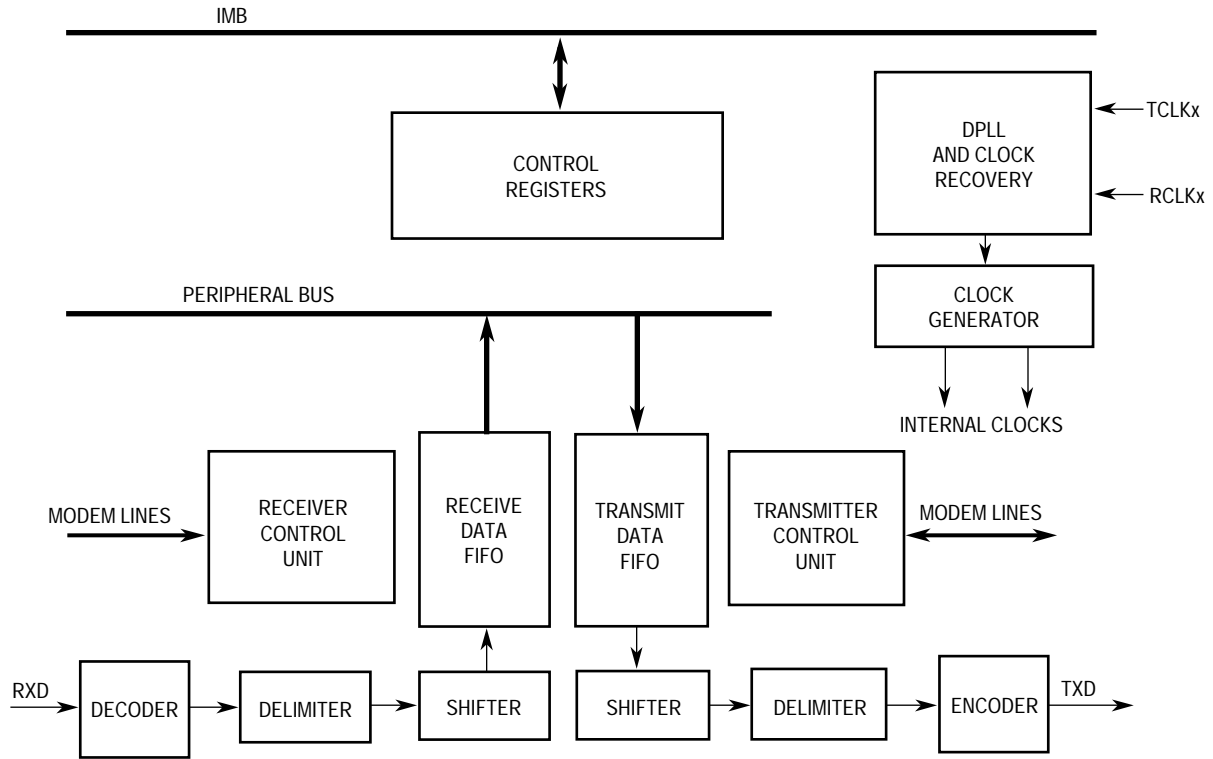 IMB
CONTROL
REGISTERS
DPLL
AND CLOCK
RECOVERY
TCLKx
RCLKx
CLOCK
GENERATOR
INTERNAL CLOCKS
PERIPHERAL BUS
MODEM LINES
RECEIVER
CONTROL
UNIT
RECEIVE
DATA
FIFO
TRANSMIT
DATA
FIFO
TRANSMITTER
CONTROL
UNIT
MODEM LINES
RXD
DECODER
DELIMITER
SHIFTER
SHIFTER
DELIMITER
ENCODER
TXD